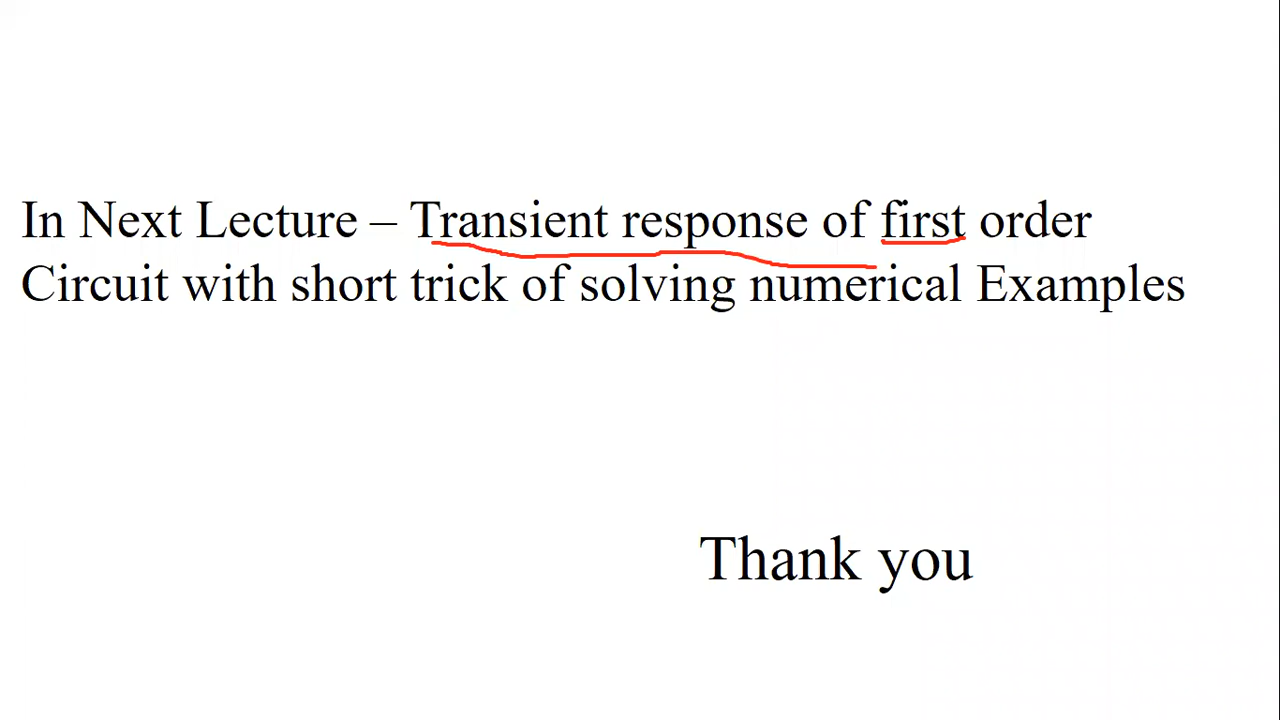 In Next Lecture – Transient response of first order
Circuit with short trick of solving numerical Examples
Thank you